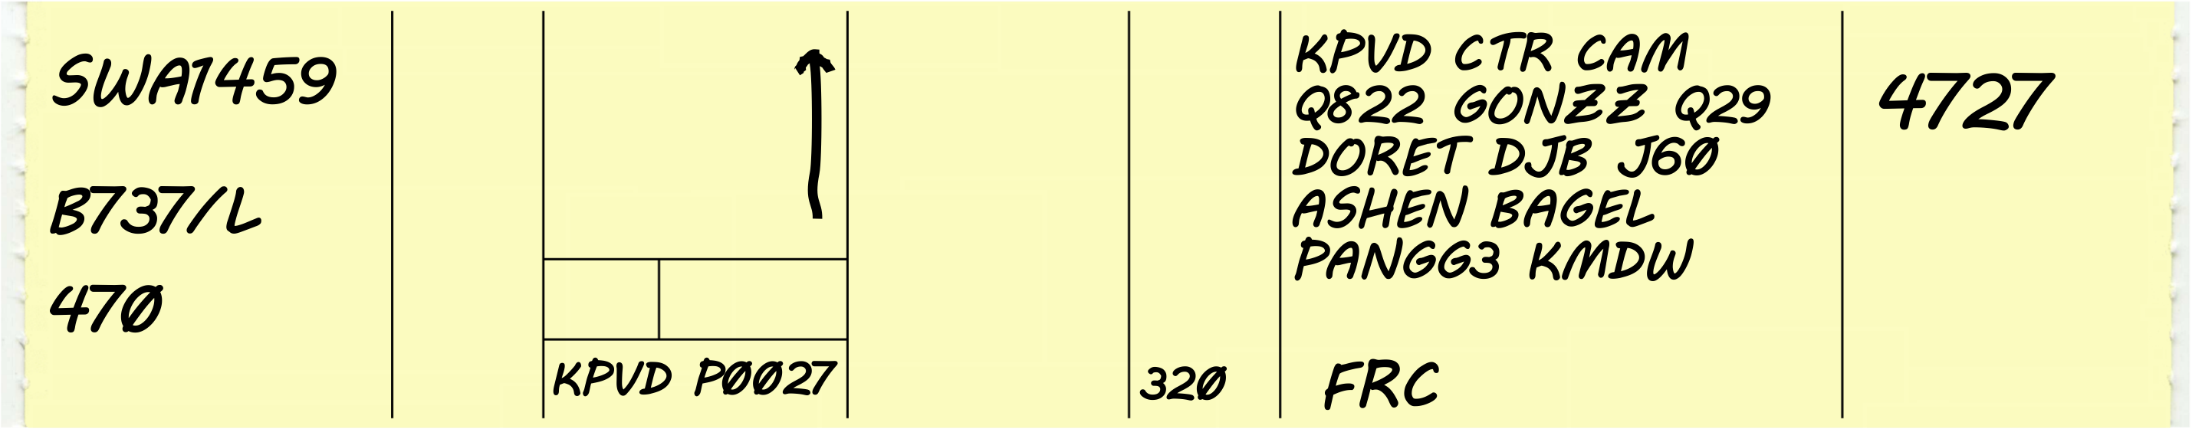 SWA1459
B737/L
470
KPVD P0027
320
KPVD CTR CAM
Q822 GONZZ Q29
DORET DJB J60
ASHEN BAGEL
PANGG3 KMDW
FRC
4727